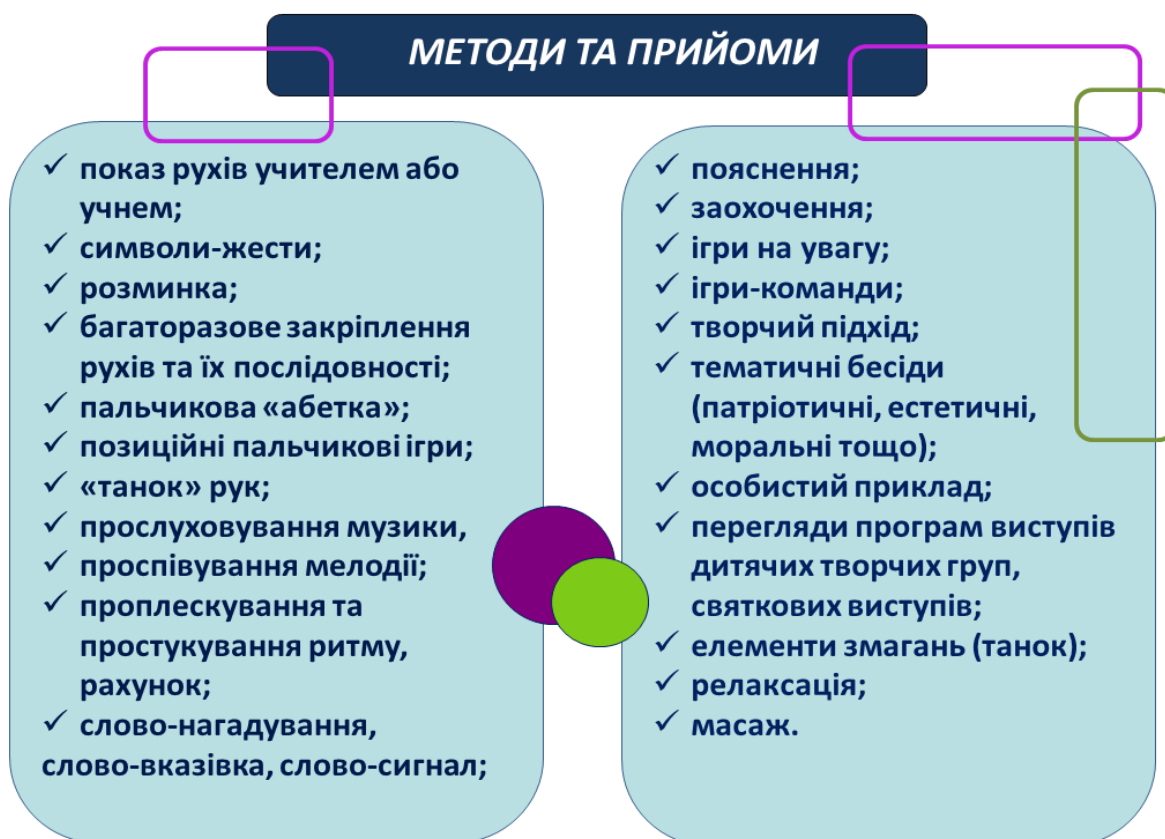 МЕТОДИ ТА ПРИЙОМИ
✓ показ рухів учителем або
учнем;
✓ символи-жести;
✓ розминка;
✓ багаторазове закріплення
рухів та їх послідовності;
✓ пальчикова «абетка»;
✓ позиційні пальчикові ігри;
✓ «танок» рук;
✓ прослуховування музики,
✓ проспівування мелодії;
✓ проплескування та
простукування ритму,
рахунок;
✓ слово-нагадування,
слово-вказівка, слово-сигнал;
✓ пояснення;
✓ заохочення;
✓ ігри на увагу;
✓ ігри-команди;
✓ творчий підхід;
✓ тематичні бесіди
(патріотичні, естетичні,
моральні тощо);
✓ особистий приклад;
✓ перегляди програм виступів
дитячих творчих груп,
святкових виступів;
✓ елементи змагань (танок);
✓ релаксація;
✓ масаж.